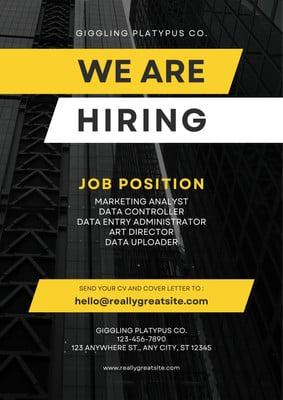 GIGGLING PLATYPUS CO.
WE ARE
HIRING
JOB POSITION
MARKETING ANALYST
DATA CONTROLLER
DATA ENTRY ADMINISTRATOR
ART DIRECTOR
DATA UPLOADER
SEND YOUR CV AND COVER LETTER TO :
hello@reallygreatsite.com
GIGGLING PLATYPUS CO.
123-456-7890
123 ANYWHERE ST., ANY CITY, ST 12345
www.reallygreatsite.com